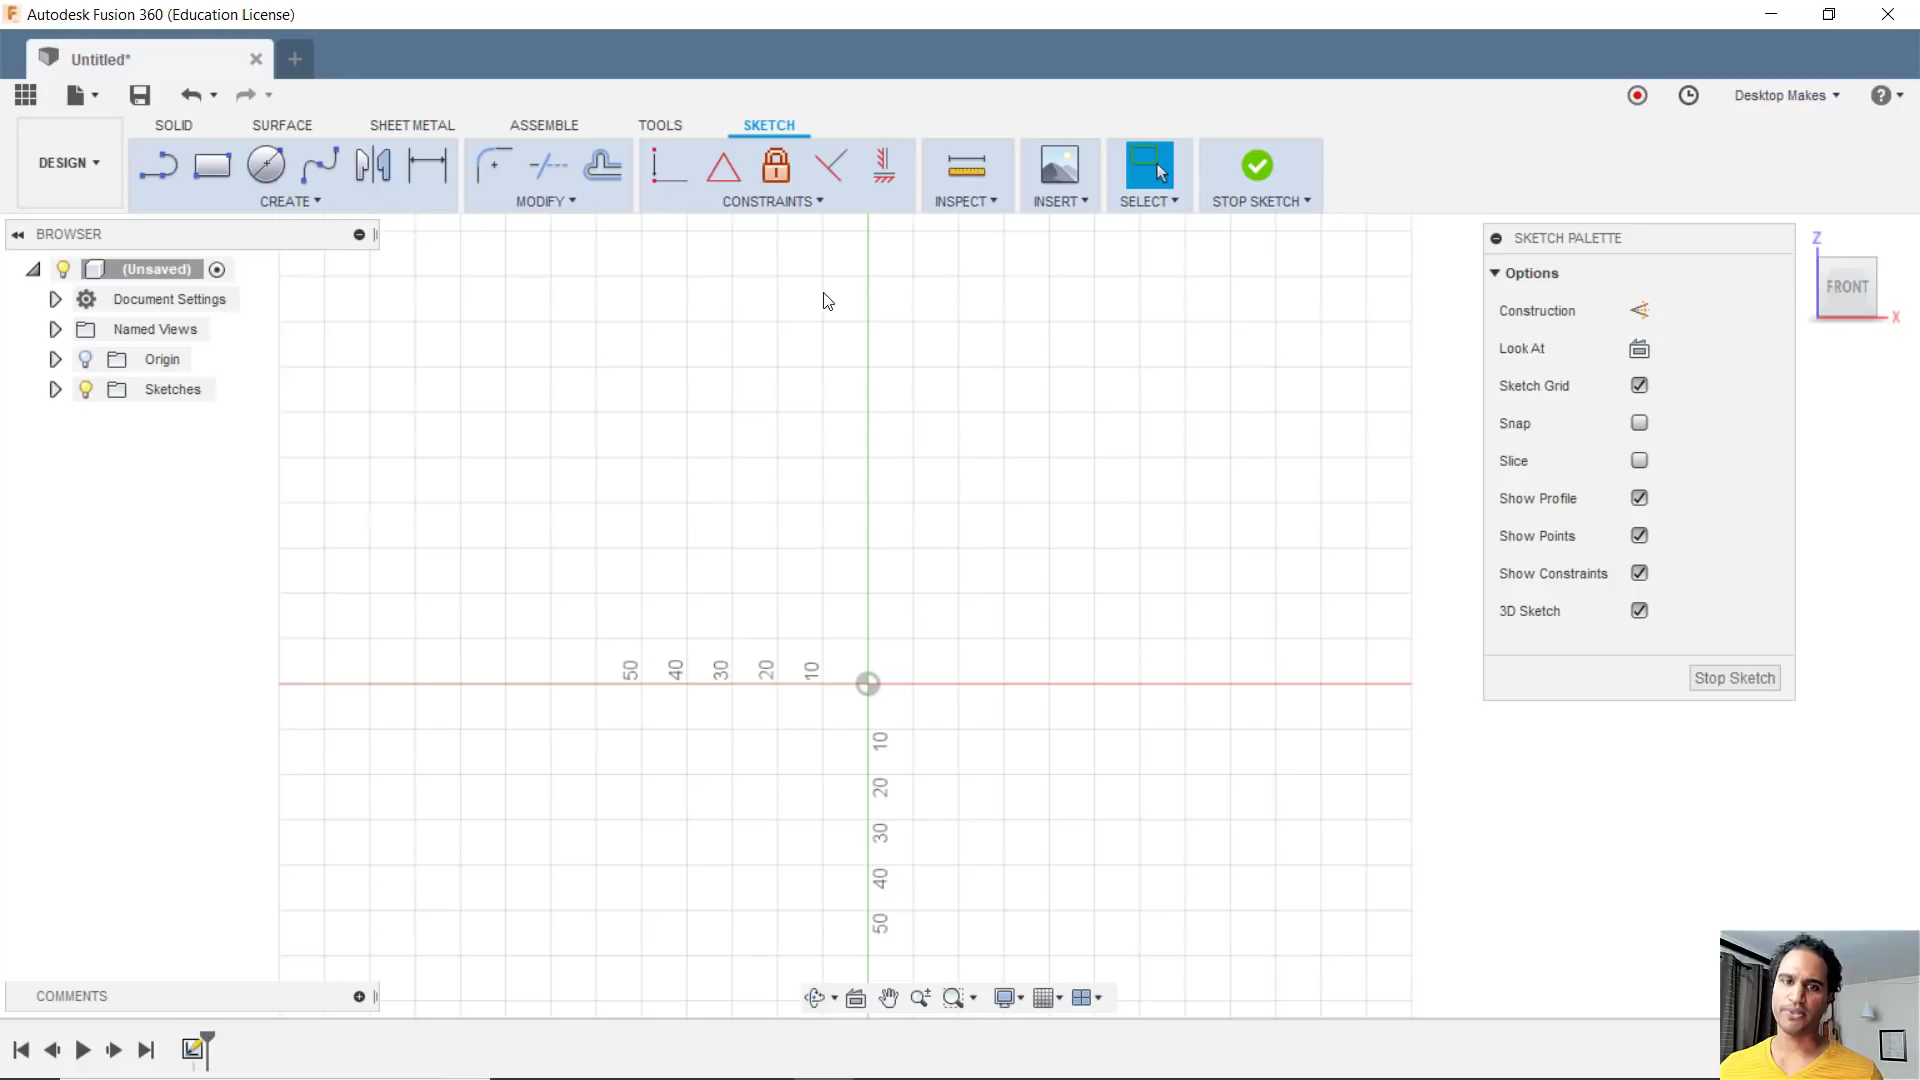 Autodesk Fusion 360 (Education License)
Untitled*
Desktop Makes
?
SOLID
SURFACE
SHEET METAL
ASSEMBLE
TOOLS
SKETCH
DESIGN
CREATE
MODIFY
CONSTRAINTS
INSPECT
INSERT
SELECT
STOP SKETCH
BROWSER
(Unsaved)
Document Settings
Named Views
Origin
Sketches
SKETCH PALETTE
Options
Construction
Look At
Sketch Grid
Snap
Slice
Show Profile
Show Points
Show Constraints
3D Sketch
Stop Sketch
Z
FRONT
X
50
40
30
20
10
10
20
30
40
50
COMMENTS